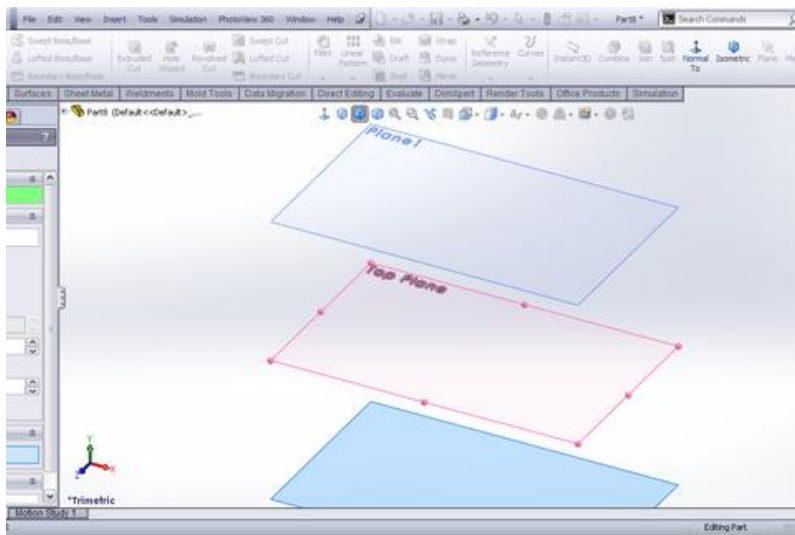 File Edit View Insert Tools Simulation PhotoView 360 Window Help Part8 * Search Commands
Swept Boss/Base Swept Cut Rib Wrap
Lofted Boss/Base Extruded Cut Hole Wizard Revolved Cut Lofted Cut Fillet Linear Pattern Draft Dome Reference Geometry Curves Instant3D Combine Join Split Normal To Isometric Plane
Boundary Boss/Base Boundary Cut Shell Mirror
Surfaces Sheet Metal Weldments Mold Tools Data Migration Direct Editing Evaluate DimXpert Render Tools Office Products Simulation
Part8 (Default<<Default>_...
?
Plane1
Top Plane
Y
X
Z
*Trimetric
Motion Study 1
Editing Part